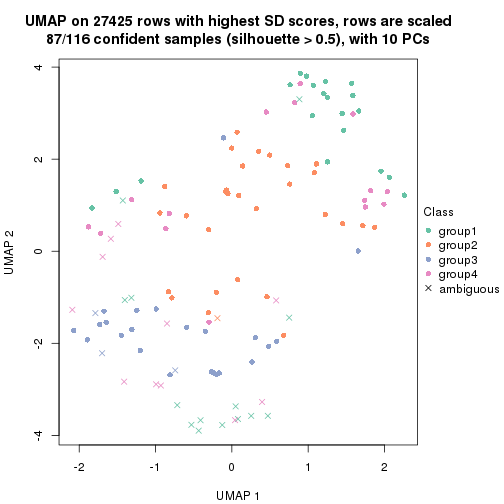 UMAP on 27425 rows with highest SD scores, rows are scaled
87/116 confident samples (silhouette > 0.5), with 10 PCs
4
2
0
-2
-4
UMAP 2
-2
-1
0
1
2
UMAP 1
Class
group1
group2
group3
group4
ambiguous